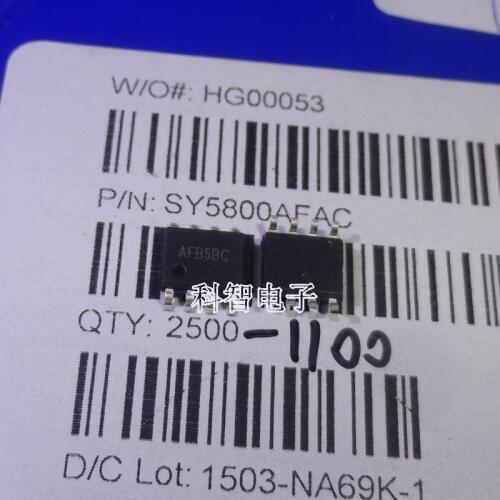 W/O#: HG00053
P/N: SY5800AFAC
AFB5BC
科智电子
QTY: 2500 -1100
D/C Lot: 1503-NA69K-1